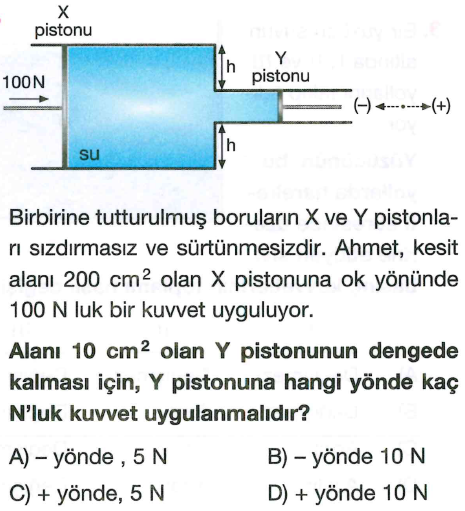 X
pistonu
h
Y
pistonu
100N
(–) (+)
su
h
Birbirine tutturulmuş boruların X ve Y pistonla-
rı sızdırmasız ve sürtünmesizdir. Ahmet, kesit
alanı 200 cm² olan X pistonuna ok yönünde
100 N luk bir kuvvet uyguluyor.
Alanı 10 cm² olan Y pistonunun dengede
kalması için, Y pistonuna hangi yönde kaç
N'luk kuvvet uygulanmalıdır?
A) – yönde , 5 N
B) – yönde 10 N
C) + yönde, 5 N
D) + yönde 10 N